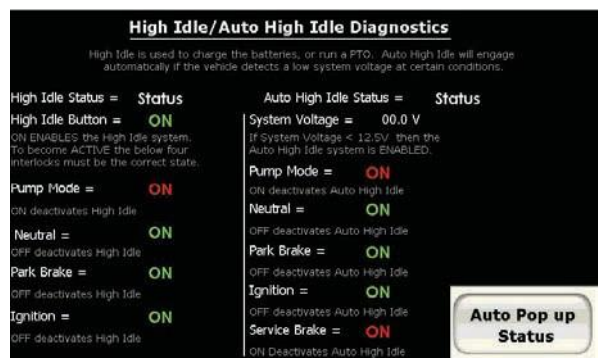 High Idle/Auto High Idle Diagnostics
High Idle is used to charge the batteries, or run a PTO. Auto High Idle will engage
automatically if the vehicle detects a low system voltage at certain conditions.
High Idle Status = Status
High Idle Button = ON
ON ENABLES the High Idle system.
To become ACTIVE the below four
interlocks must be the correct state.
Pump Mode = ON
ON deactivates High Idle
Neutral = ON
OFF deactivates High Idle
Park Brake = ON
OFF deactivates High Idle
Ignition = ON
OFF deactivates High Idle
Auto High Idle Status = Status
System Voltage = 00.0 V
If System Voltage < 12.5V then the
Auto High Idle system is ENABLED.
Pump Mode = ON
ON deactivates Auto High Idle
Neutral = ON
OFF deactivates Auto High Idle
Park Brake = ON
OFF deactivates Auto High Idle
Ignition = ON
OFF deactivates Auto High Idle
Service Brake = ON
ON Deactivates Auto High Idle
Auto Pop up
Status